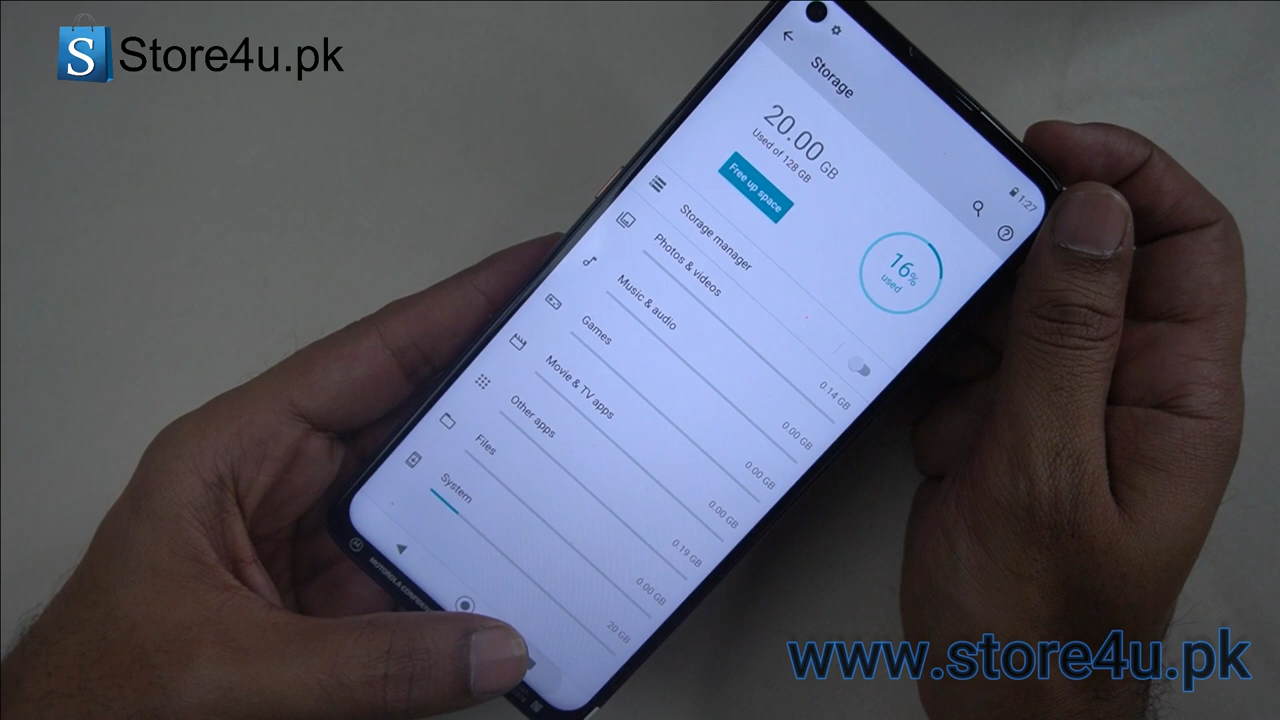 S Store4u.pk
1:27
Storage
20.00 GB
Used of 128 GB
16%
used
Free up space
Storage manager
Photos & videos
0.14 GB
Music & audio
0.00 GB
Games
0.00 GB
Movie & TV apps
0.00 GB
Other apps
0.19 GB
Files
0.00 GB
System
20 GB
MOTOROLA
www.store4u.pk